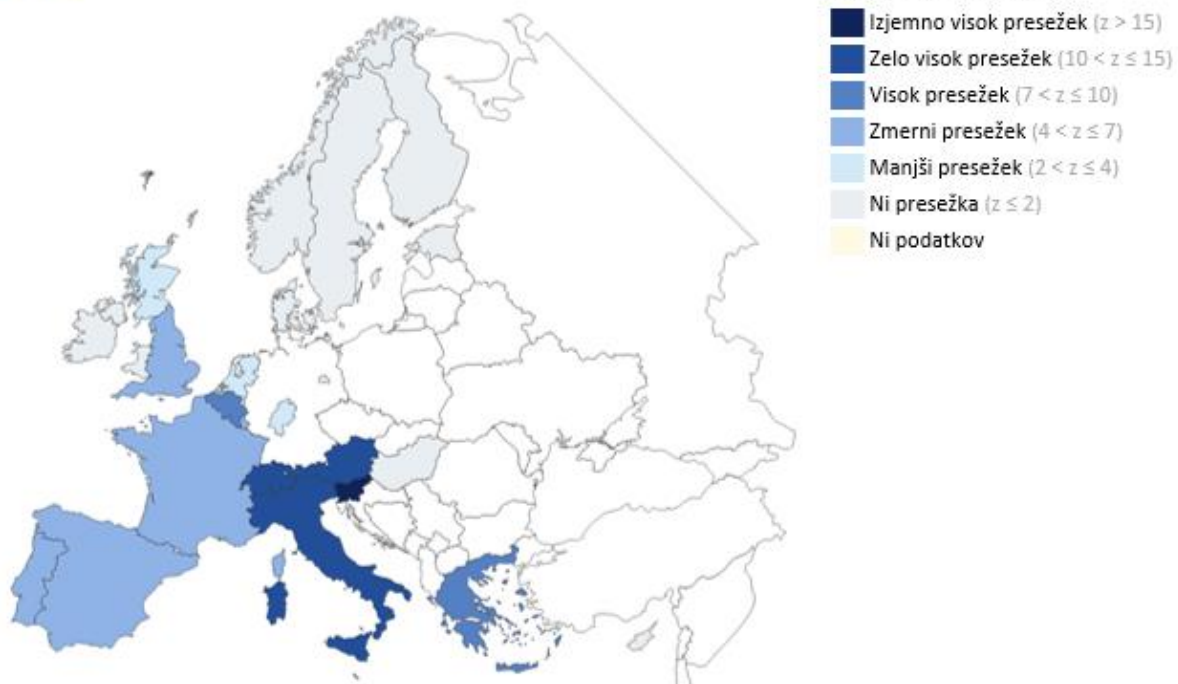 Izjemno visok presežek (z > 15)
Zelo visok presežek (10 < z ≤ 15)
Visok presežek (7 < z ≤ 10)
Zmerni presežek (4 < z ≤ 7)
Manjši presežek (2 < z ≤ 4)
Ni presežka (z ≤ 2)
Ni podatkov